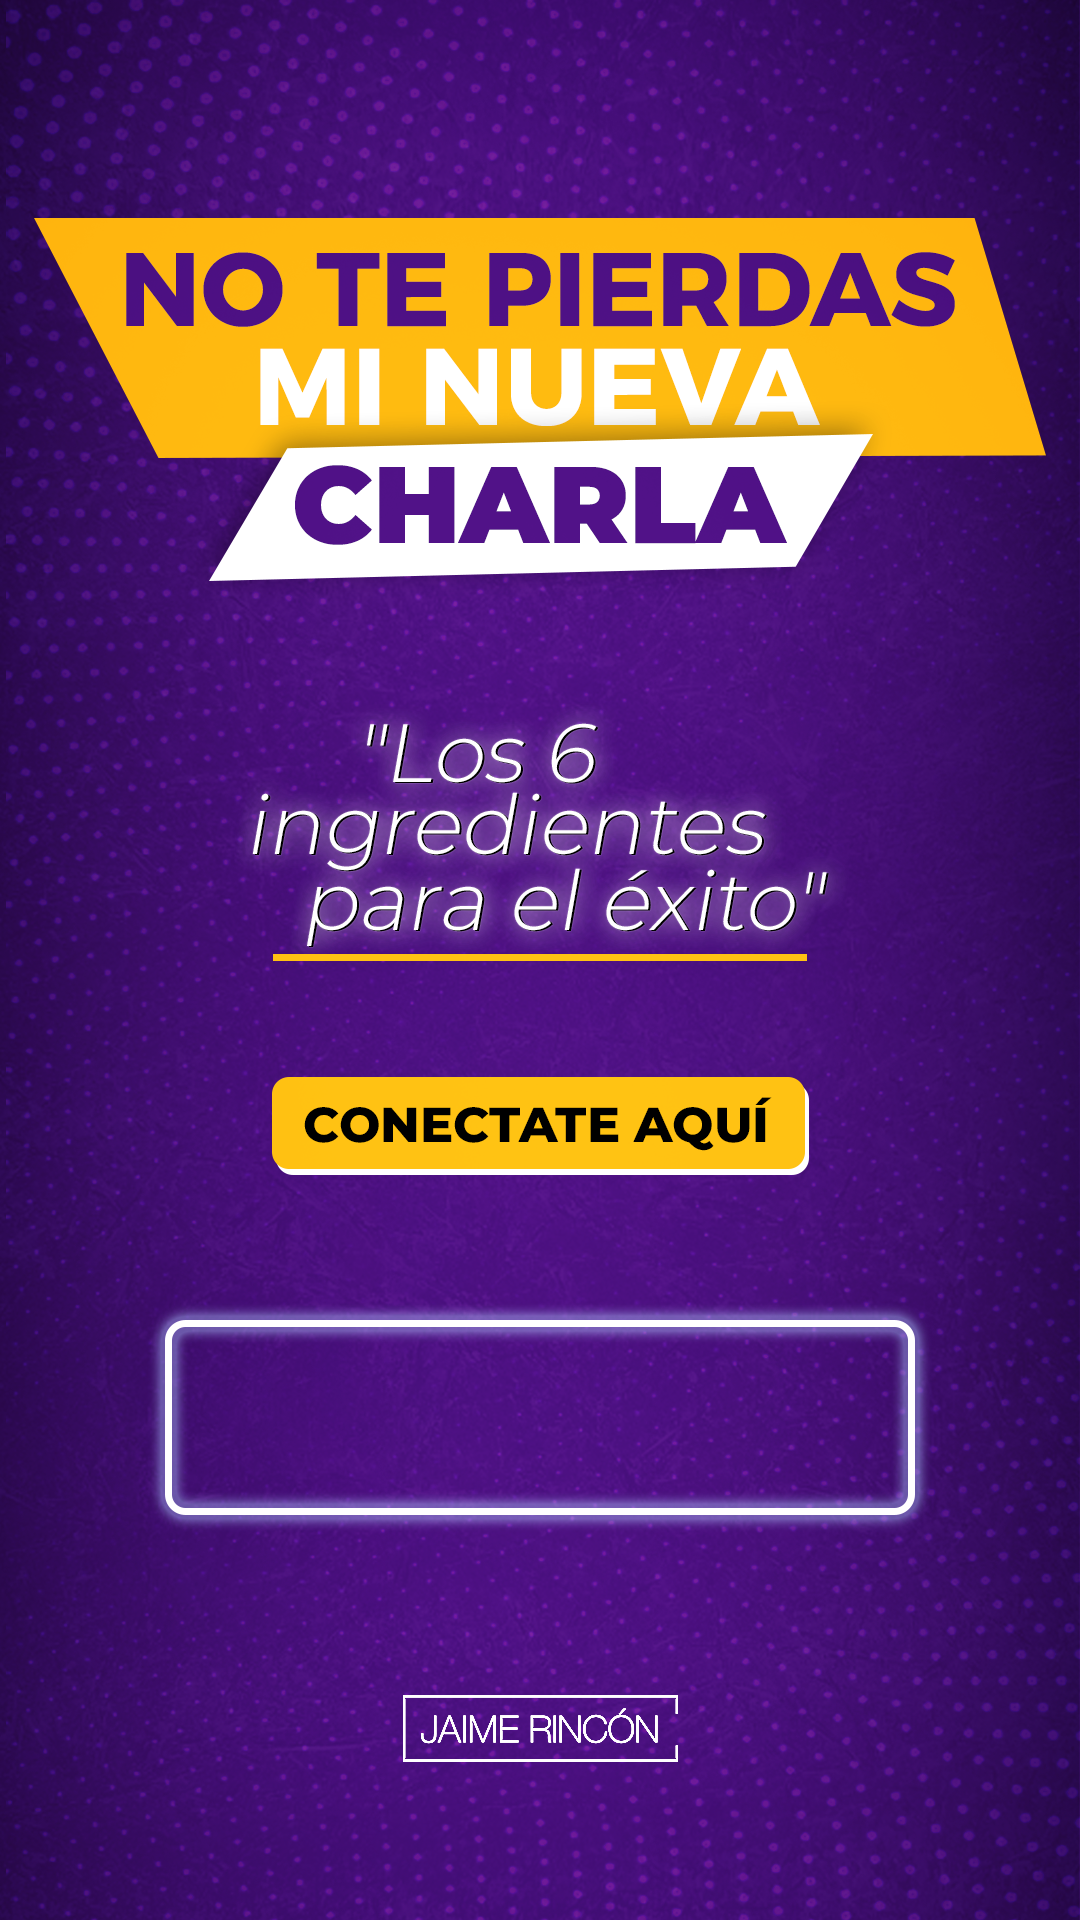 NO TE PIERDAS
MI NUEVA
CHARLA
"Los 6
ingredientes
para el éxito"
CONECTATE AQUÍ
JAIME RINCÓN